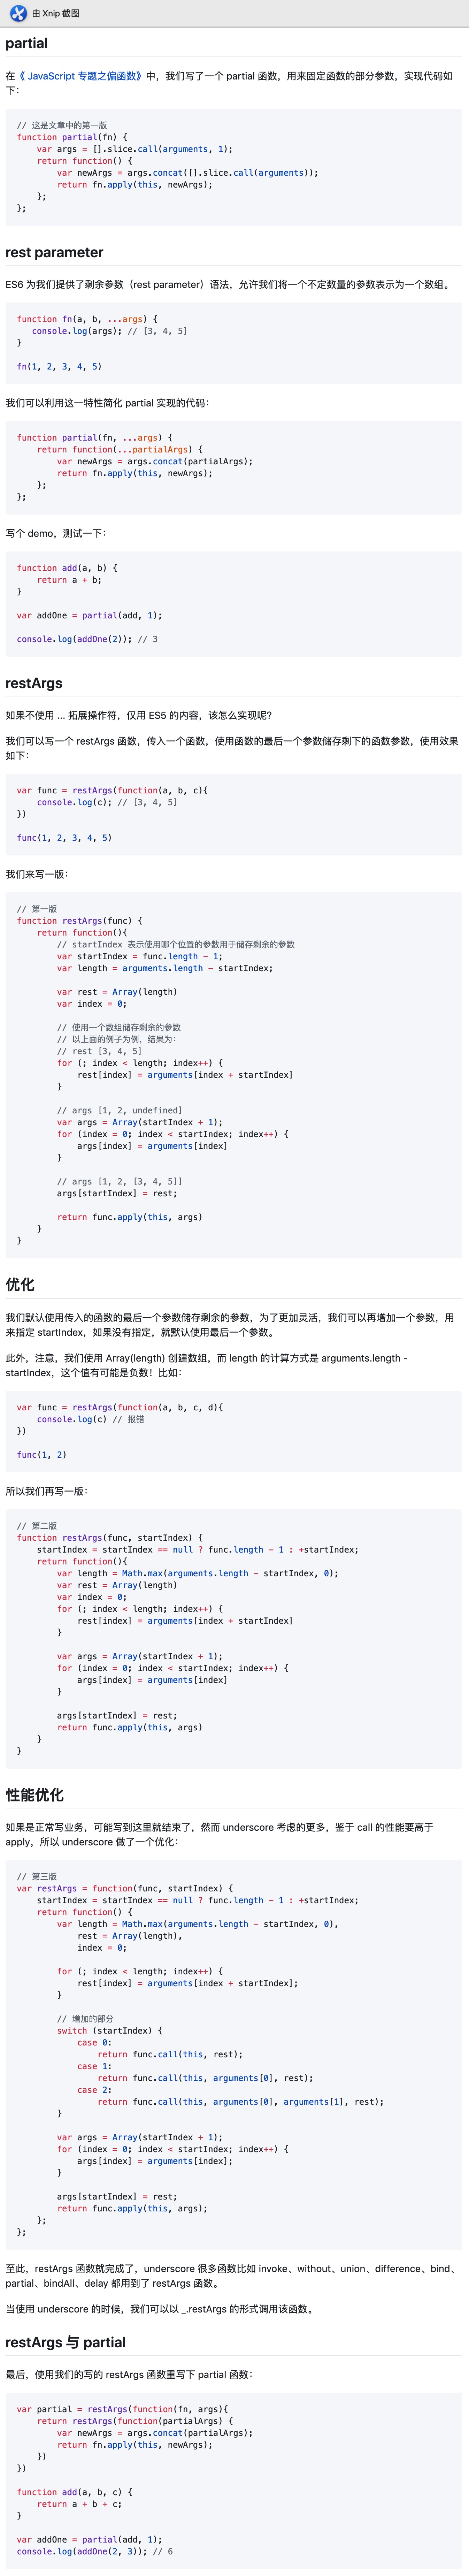 由 Xnip 截图
partial
在《 JavaScript 专题之偏函数》中，我们写了一个 partial 函数，用来固定函数的部分参数，实现代码如
下：
// 这是文章中的第一版
function partial(fn) {
    var args = [].slice.call(arguments, 1);
    return function() {
        var newArgs = args.concat([].slice.call(arguments));
        return fn.apply(this, newArgs);
    };
};
rest parameter
ES6 为我们提供了剩余参数（rest parameter）语法，允许我们将一个不定数量的参数表示为一个数组。
function fn(a, b, ...args) {
   console.log(args); // [3, 4, 5]
}
fn(1, 2, 3, 4, 5)
我们可以利用这一特性简化 partial 实现的代码：
function partial(fn, ...args) {
    return function(...partialArgs) {
        var newArgs = args.concat(partialArgs);
        return fn.apply(this, newArgs);
    };
};
写个 demo，测试一下：
function add(a, b) {
    return a + b;
}
var addOne = partial(add, 1);
console.log(addOne(2)); // 3
restArgs
如果不使用 ... 拓展操作符，仅用 ES5 的内容，该怎么实现呢?
我们可以写一个 restArgs 函数，传入一个函数，使用函数的最后一个参数储存剩下的函数参数，使用效果
如下：
var func = restArgs(function(a, b, c){
    console.log(c); // [3, 4, 5]
})
func(1, 2, 3, 4, 5)
我们来写一版：
// 第一版
function restArgs(func) {
    return function(){
        // startIndex 表示使用哪个位置的参数用于储存剩余的参数
        var startIndex = func.length - 1;
        var length = arguments.length - startIndex;
        var rest = Array(length)
        var index = 0;
        // 使用一个数组储存剩余的参数
        // 以上面的例子为例，结果为：
        // rest [3, 4, 5]
        for (; index < length; index++) {
            rest[index] = arguments[index + startIndex]
        }
        // args [1, 2, undefined]
        var args = Array(startIndex + 1);
        for (index = 0; index < startIndex; index++) {
            args[index] = arguments[index]
        }
        // args [1, 2, [3, 4, 5]]
        args[startIndex] = rest;
        return func.apply(this, args)
    }
}
优化
我们默认使用传入的函数的最后一个参数储存剩余的参数，为了更加灵活，我们可以再增加一个参数，用
来指定 startIndex，如果没有指定，就默认使用最后一个参数。
此外，注意，我们使用 Array(length) 创建数组，而 length 的计算方式是 arguments.length -
startIndex，这个值有可能是负数！比如：
var func = restArgs(function(a, b, c, d){
    console.log(c) // 报错
})
func(1, 2)
所以我们再写一版：
// 第二版
function restArgs(func, startIndex) {
    startIndex = startIndex == null ? func.length - 1 : +startIndex;
    return function(){
        var length = Math.max(arguments.length - startIndex, 0);
        var rest = Array(length)
        var index = 0;
        for (; index < length; index++) {
            rest[index] = arguments[index + startIndex]
        }
        var args = Array(startIndex + 1);
        for (index = 0; index < startIndex; index++) {
            args[index] = arguments[index]
        }
        args[startIndex] = rest;
        return func.apply(this, args)
    }
}
性能优化
如果是正常写业务，可能写到这里就结束了，然而 underscore 考虑的更多，鉴于 call 的性能要高于
apply，所以 underscore 做了一个优化：
// 第三版
var restArgs = function(func, startIndex) {
    startIndex = startIndex == null ? func.length - 1 : +startIndex;
    return function() {
        var length = Math.max(arguments.length - startIndex, 0),
            rest = Array(length),
            index = 0;
        for (; index < length; index++) {
            rest[index] = arguments[index + startIndex];
        }
        // 增加的部分
        switch (startIndex) {
            case 0:
                return func.call(this, rest);
            case 1:
                return func.call(this, arguments[0], rest);
            case 2:
                return func.call(this, arguments[0], arguments[1], rest);
        }
        var args = Array(startIndex + 1);
        for (index = 0; index < startIndex; index++) {
            args[index] = arguments[index];
        }
        args[startIndex] = rest;
        return func.apply(this, args);
    };
};
至此，restArgs 函数就完成了，underscore 很多函数比如 invoke、without、union、difference、bind、
partial、bindAll、delay 都用到了 restArgs 函数。
当使用 underscore 的时候，我们可以以 _.restArgs 的形式调用该函数。
restArgs 与 partial
最后，使用我们的写的 restArgs 函数重写下 partial 函数：
var partial = restArgs(function(fn, args){
    return restArgs(function(partialArgs) {
        var newArgs = args.concat(partialArgs);
        return fn.apply(this, newArgs);
    })
})
function add(a, b, c) {
    return a + b + c;
}
var addOne = partial(add, 1);
console.log(addOne(2, 3)); // 6